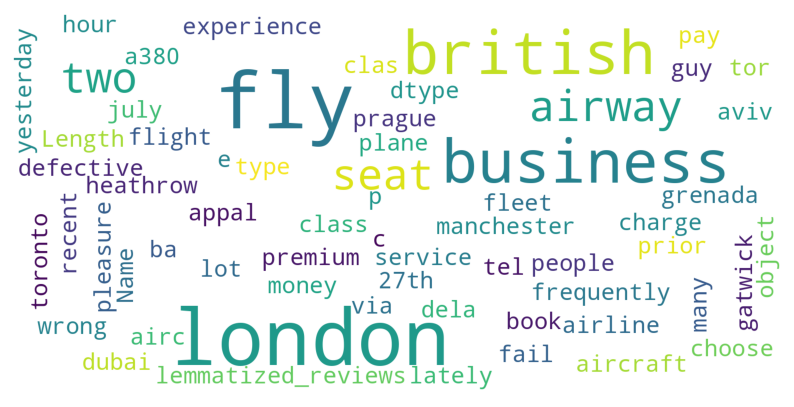 hour
experience
british
pay
yesterday
two
a380
clas
fly
dtype
guy
tor
july
prague
airway
aviv
Length
flight
plane
defective
e
type
seat
business
heathrow
p
fleet
grenada
toronto
recent
pleasure
Name
appal
class
manchester
charge
object
ba
c
prior
gatwick
lot
premium
service
tel
people
many
money
27th
frequently
via
dela
wrong
airc
london
book
airline
choose
dubai
fail
aircraft
lemmatized_reviews
lately